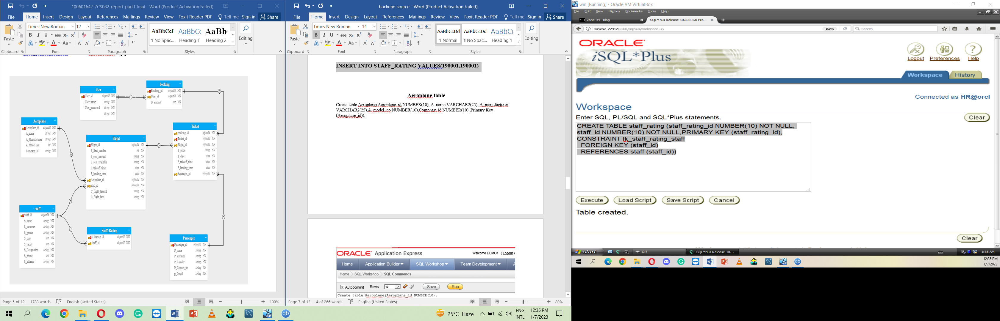 100601642-7CS082-report-part1 final - Word (Product Activation Failed)
File Home Insert Design Layout References Mailings Review View Foxit Reader PDF Tell me Sign in Share
Times New Roman 12
Paste
B I U abc x₂ x²
AaBbCcI AaBbC( AaBb(
¶ No Spac... Heading 1 Heading 2
Editing
Clipboard Font Paragraph Styles
User
User_id objectId NN
User_name string NN
User_password string NN
string NN
booking
Booking_id objectId NN
User_id objectId NN
B_amount int NN
Aeroplane
Aeroplane_id objectId NN
A_name string NN
A_Manufacturer string NN
A_Model_no int NN
Company_id string NN
Flight
Flight_id objectId NN
F_Seat_number int NN
F_seat_amount string NN
F_seat_available string NN
F_takeoff_time date NN
F_landing_time date NN
Aeroplane_id objectId NN
staff_id objectId NN
C_flight_takeoff string NN
C_flight_land string NN
Ticket
booking_id objectId NN
Ticket_id objectId NN
Flight_id objectId NN
T_price string NN
T_date date NN
F_takeoff_time date NN
F_landing_time date NN
Passenger_id objectId NN
staff
Staff_id objectId NN
S_name string NN
S_surname string NN
S_gender string NN
S_age int NN
S_salary int NN
S_Designation string NN
S_phone int NN
S_address string NN
Staff_Rating
S_Rating_id objectId NN
Staff_id objectId NN
Passenger
Passenger_id objectId NN
P_name string NN
P_surname string NN
P_Gender string NN
P_Contact_no string NN
p_Gmail string NN
Page 5 of 12 1783 words English (United States) 100%
backend source - Word (Product Activation Failed)
File Home Insert Design Layout References Mailings Review View Foxit Reader PDF Tell me Sign in Share
Times New Roman 14
Paste
B I U abc x₂ x²
AaBbCcDd AaBbCcDd AaBbC(
¶ Normal ¶ No Spac... Heading 1
Editing
Clipboard Font Paragraph Styles
INSERT INTO STAFF_RATING VALUES(190001,190001)
Aeroplane table
Create table Aeroplane(Aeroplane_id NUMBER(10), A_name VARCHAR2(25) ,A_manufacturer
VARCHAR2(25),A_model_no NUMBER(10),Compnay_id NUMBER(10) ,Primary Key
(Aeroplane_id));
ORACLE Application Express Welcome DEMO1 (Logout)
Home Application Builder SQL Workshop Team Development A
Home SQL Workshop SQL Commands
Autocommit Rows 10 Save Run
Create table Aeroplane(Aeroplane_id NUMBER(10),
Page 7 of 13 4 of 266 words English (United States) 80%
25°C Haze ENG INTL 12:35 PM 1/7/2023
win [Running] - Oracle VM VirtualBox
File Edit View History Bookmarks Tools Help
Zone 94 - Blog iSQL*Plus Release 10.2.0.1.0 Pro...
winxpie-22412:5560/isqlplus/workspace.uix 160% Search
ORACLE
iSQL*Plus
Logout Preferences Help
Workspace History
Connected as HR@orcl
Workspace
Enter SQL, PL/SQL and SQL*Plus statements.
Clear
CREATE TABLE staff_rating (staff_rating_id NUMBER(10) NOT NULL,
staff_id NUMBER(10) NOT NULL,PRIMARY KEY (staff_rating_id),
CONSTRAINT fk_staff_rating_staff
FOREIGN KEY (staff_id)
REFERENCES staff (staff_id))
Execute Load Script Save Script Cancel
Table created.
Clear
start C:\ iSQL*Plus Release 10... 1:35 AM
12:35 PM
1/7/2023